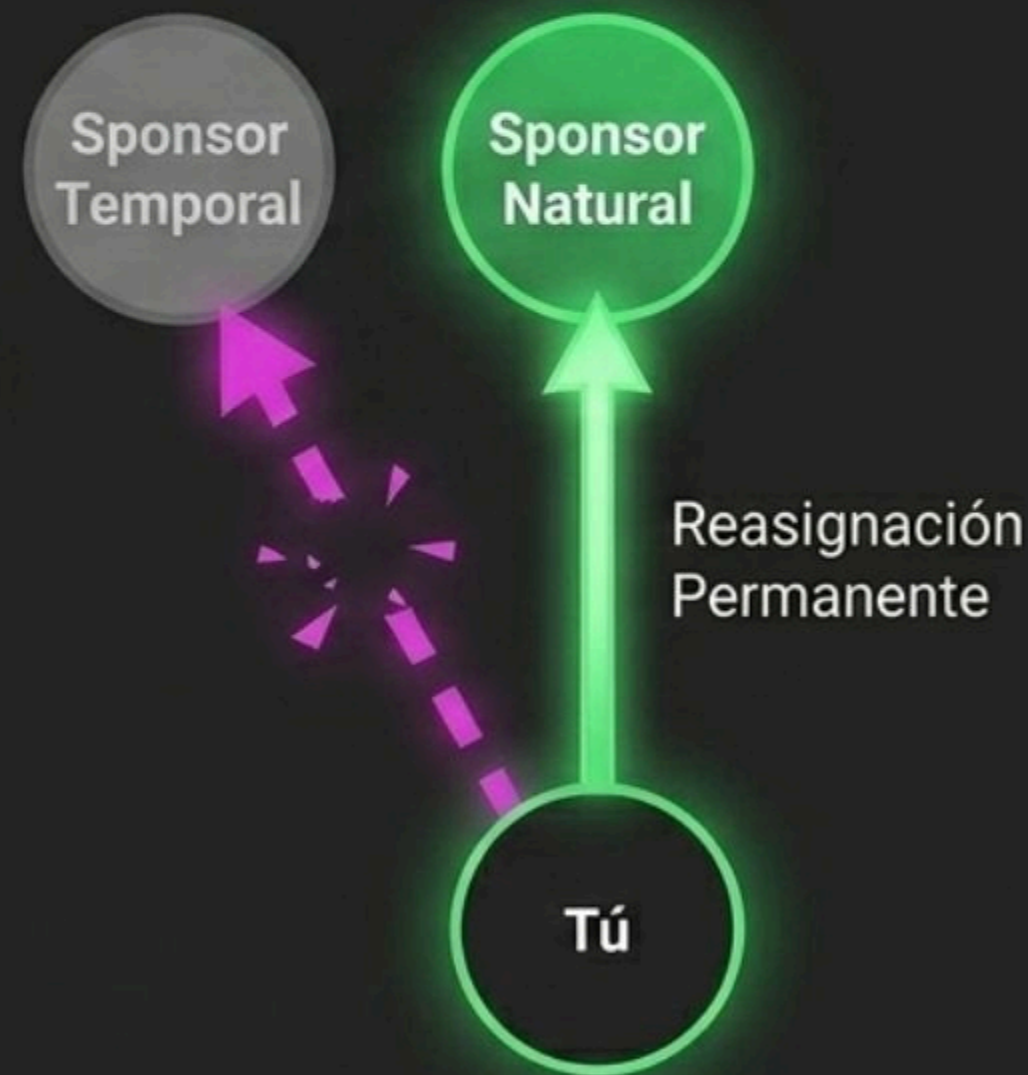 Sponsor
Temporal
Sponsor
Natural
Reasignación
Permanente
Tú